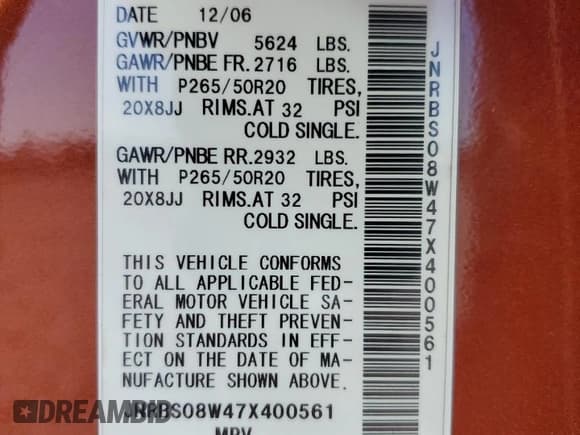 DATE 12/06
GVWR/PNBV 5624 LBS.
GAWR/PNBE FR. 2716 LBS.
WITH P265/50R20 TIRES,
20X8JJ RIMS.AT 32 PSI
COLD SINGLE.
GAWR/PNBE RR. 2932 LBS.
WITH P265/50R20 TIRES,
20X8JJ RIMS.AT 32 PSI
COLD SINGLE.
THIS VEHICLE CONFORMS
TO ALL APPLICABLE FED-
ERAL MOTOR VEHICLE SA-
FETY AND THEFT PREVEN-
TION STANDARDS IN EFF-
ECT ON THE DATE OF MA-
NUFACTURE SHOWN ABOVE.
JNRBS08W47X400561
MPV
JNRBS08W47X400561
DREAMBID